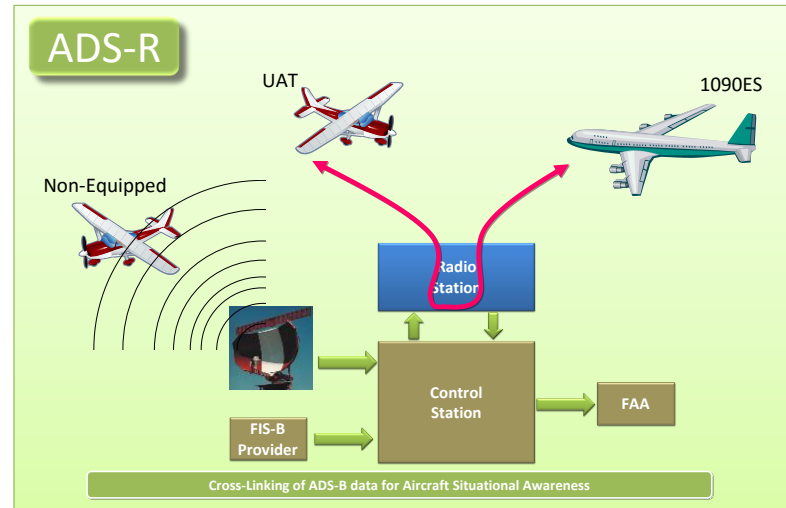 ADS-R
UAT
1090ES
Non-Equipped
Radio
Station
Control
Station
FAA
FIS-B
Provider
Cross-Linking of ADS-B data for Aircraft Situational Awareness